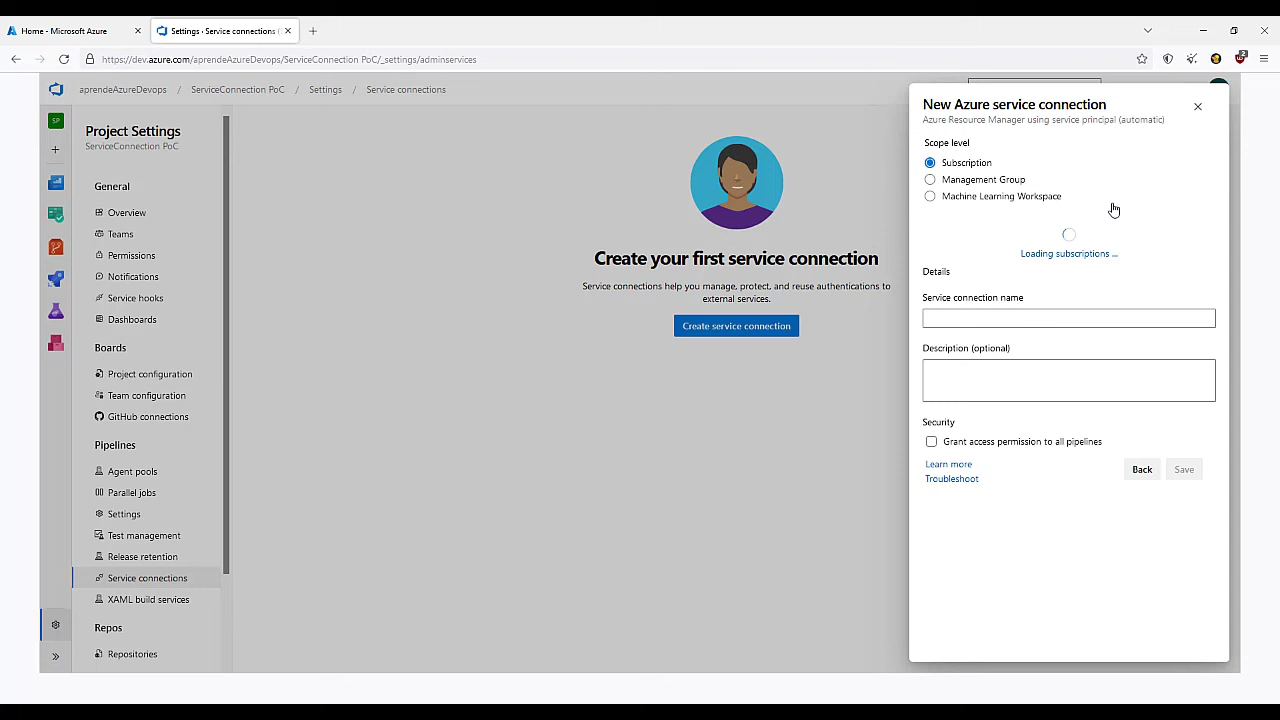 Home - Microsoft Azure
Settings · Service connections (
https://dev.azure.com/aprendeAzureDevops/ServiceConnection PoC/_settings/adminservices
2
aprendeAzureDevops
ServiceConnection PoC
Settings
Service connections
SP
Project Settings
ServiceConnection PoC
General
Overview
Teams
Permissions
Notifications
Service hooks
Dashboards
Boards
Project configuration
Team configuration
GitHub connections
Pipelines
Agent pools
Parallel jobs
Settings
Test management
Release retention
Service connections
XAML build services
Repos
Repositories
Create your first service connection
Service connections help you manage, protect, and reuse authentications to
external services.
Create service connection
New Azure service connection
Azure Resource Manager using service principal (automatic)
Scope level
Subscription
Management Group
Machine Learning Workspace
Loading subscriptions ...
Details
Service connection name
Description (optional)
Security
Grant access permission to all pipelines
Learn more
Troubleshoot
Back
Save